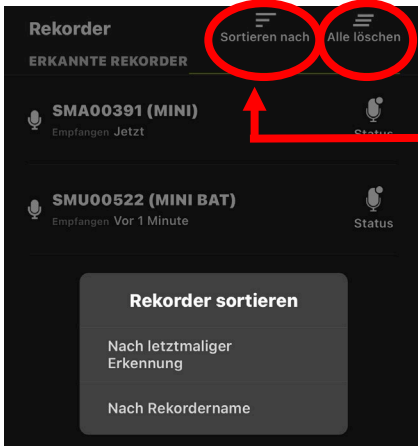 Rekorder
Sortieren nach
Alle löschen
ERKANNTE REKORDER
SMA00391 (MINI)
Empfangen Jetzt
Status
SMU00522 (MINI BAT)
Empfangen Vor 1 Minute
Status
Rekorder sortieren
Nach letztmaliger
Erkennung
Nach Rekordername